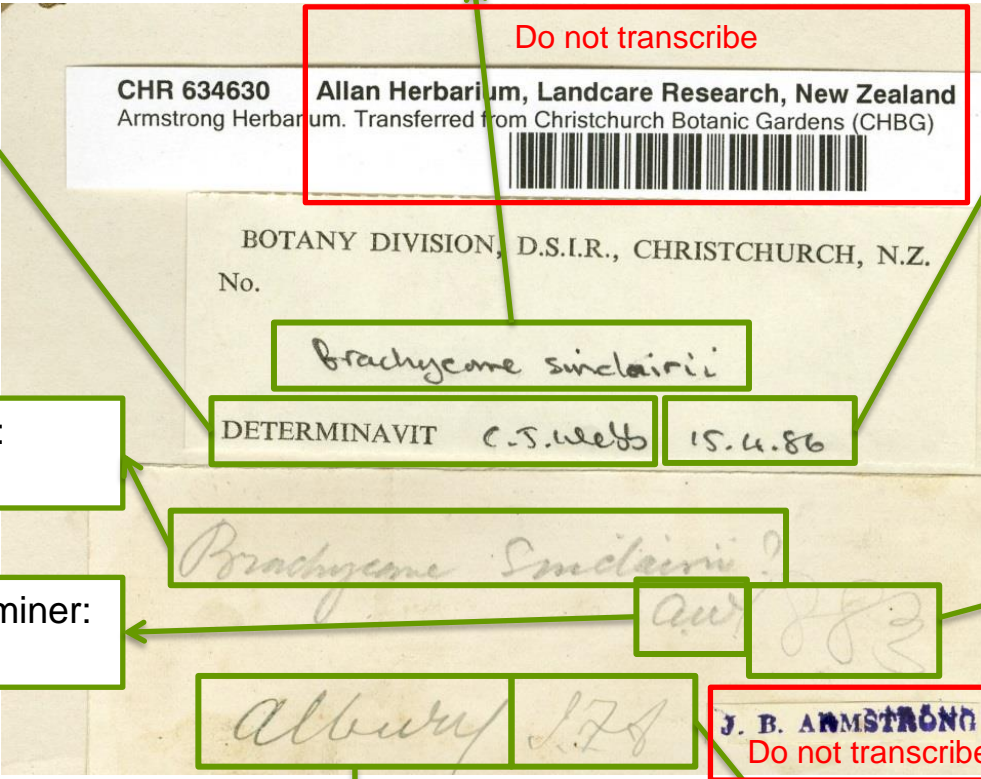 Do not transcribe
CHR 634630 Allan Herbarium, Landcare Research, New Zealand
Armstrong Herbarium. Transferred from Christchurch Botanic Gardens (CHBG)
BOTANY DIVISION, D.S.I.R., CHRISTCHURCH, N.Z.
No.
Brachycome sinclairii
DETERMINAVIT C.J. Webb 15.4.86
:
Brachycome Sinclairii?
miner:
Albury
J. B. ARMSTRONG
Do not transcribe